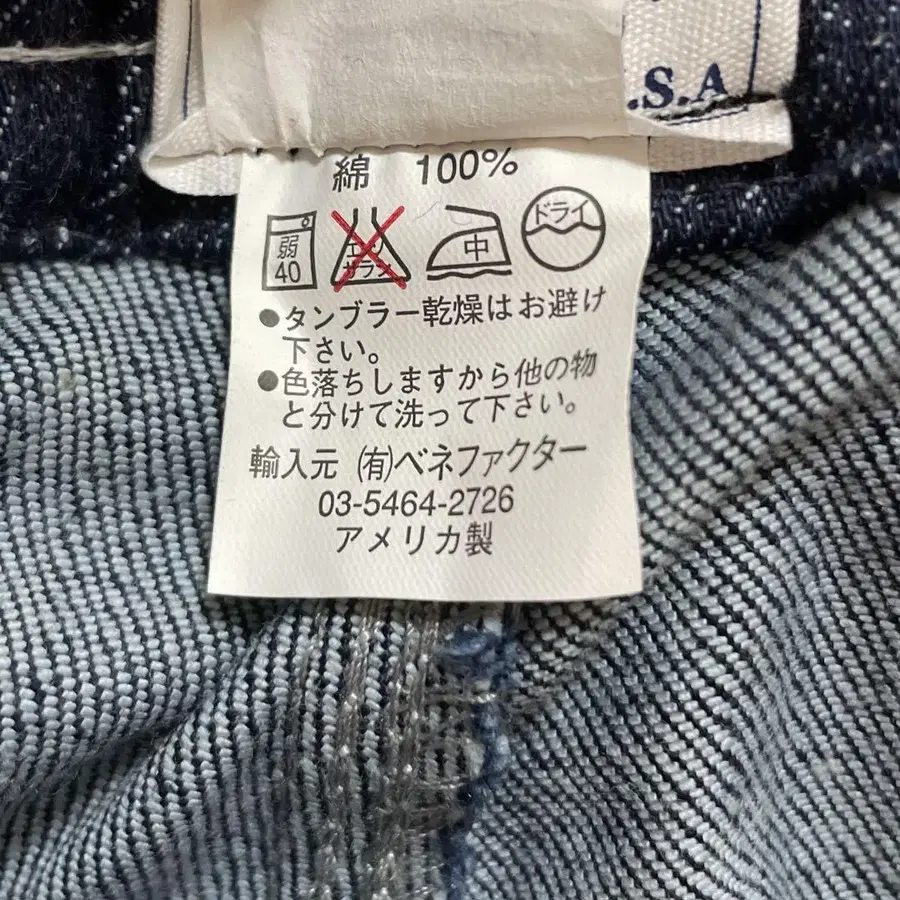 .S.A
綿 100%
弱 40 エンソサラシ 中 ドライ
●タンブラー乾燥はお避け
下さい。
●色落ちしますから他の物
と分けて洗って下さい。
輸入元 (有)ベネファクター
03-5464-2726
アメリカ製